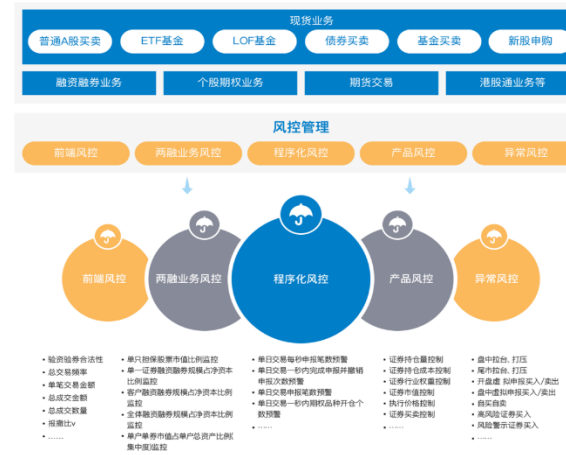 现货业务
普通A股买卖
ETF基金
LOF基金
债券买卖
基金买卖
新股申购
融资融券业务
个股期权业务
期货交易
港股通业务等
风控管理
前端风控
两融业务风控
程序化风控
产品风控
异常风控
前端风控
两融业务风控
程序化风控
产品风控
异常风控
• 验资验券合法性
• 总交易频率
• 单笔交易金额
• 总成交金额
• 总成交数量
• 报撤比v
• ……
• 单只担保股票市值比例监控
• 单一证券融资融券规模占净资本
比例监控
• 客户融资融券规模占净资本比例
监控
• 全体融资融券规模占净资本比例
监控
• 单户单券市值占单户总资产比例(
集中度)监控
• 单日交易每秒申报笔数预警
• 单日交易一秒内完成申报并撤销
申报次数预警
• 单日交易申报笔数预警
• 单日交易一秒内期权品种开仓个
数预警
• ……
• 证券持仓量控制
• 证券持仓成本控制
• 证券行业权重控制
• 证券市值控制
• 执行价格控制
• 证券买卖控制
• ……
• 盘中拉台、打压
• 尾市拉台、打压
• 开盘虚 拟申报买入/卖出
• 盘中虚拟申报买入/卖出
• 自买自卖
• 高风险证券买入
• 风险警示证券买入
• ……